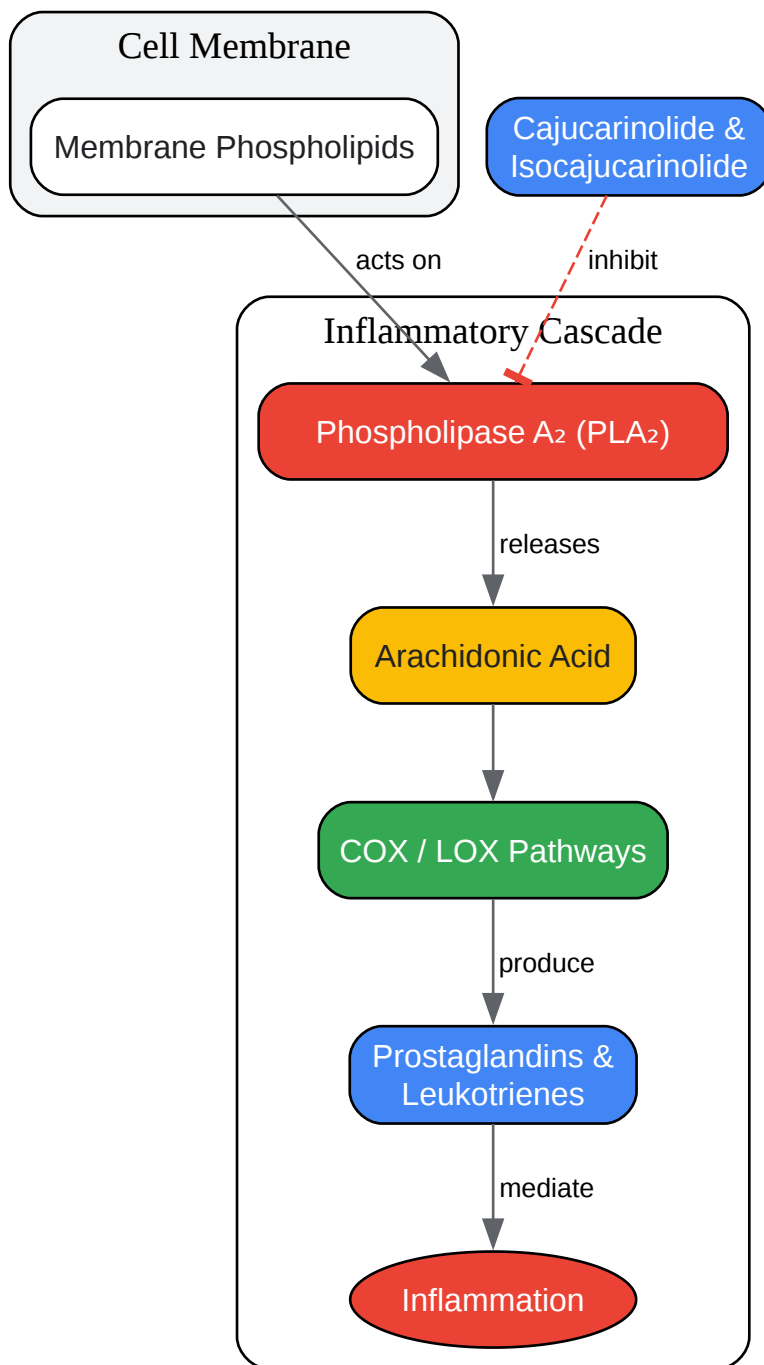 Cell Membrane
Membrane Phospholipids
Cajucarinolide &
Isocajucarinolide
acts on
inhibit
Inflammatory Cascade
Phospholipase A₂ (PLA₂)
releases
Arachidonic Acid
COX / LOX Pathways
produce
Prostaglandins &
Leukotrienes
mediate
Inflammation